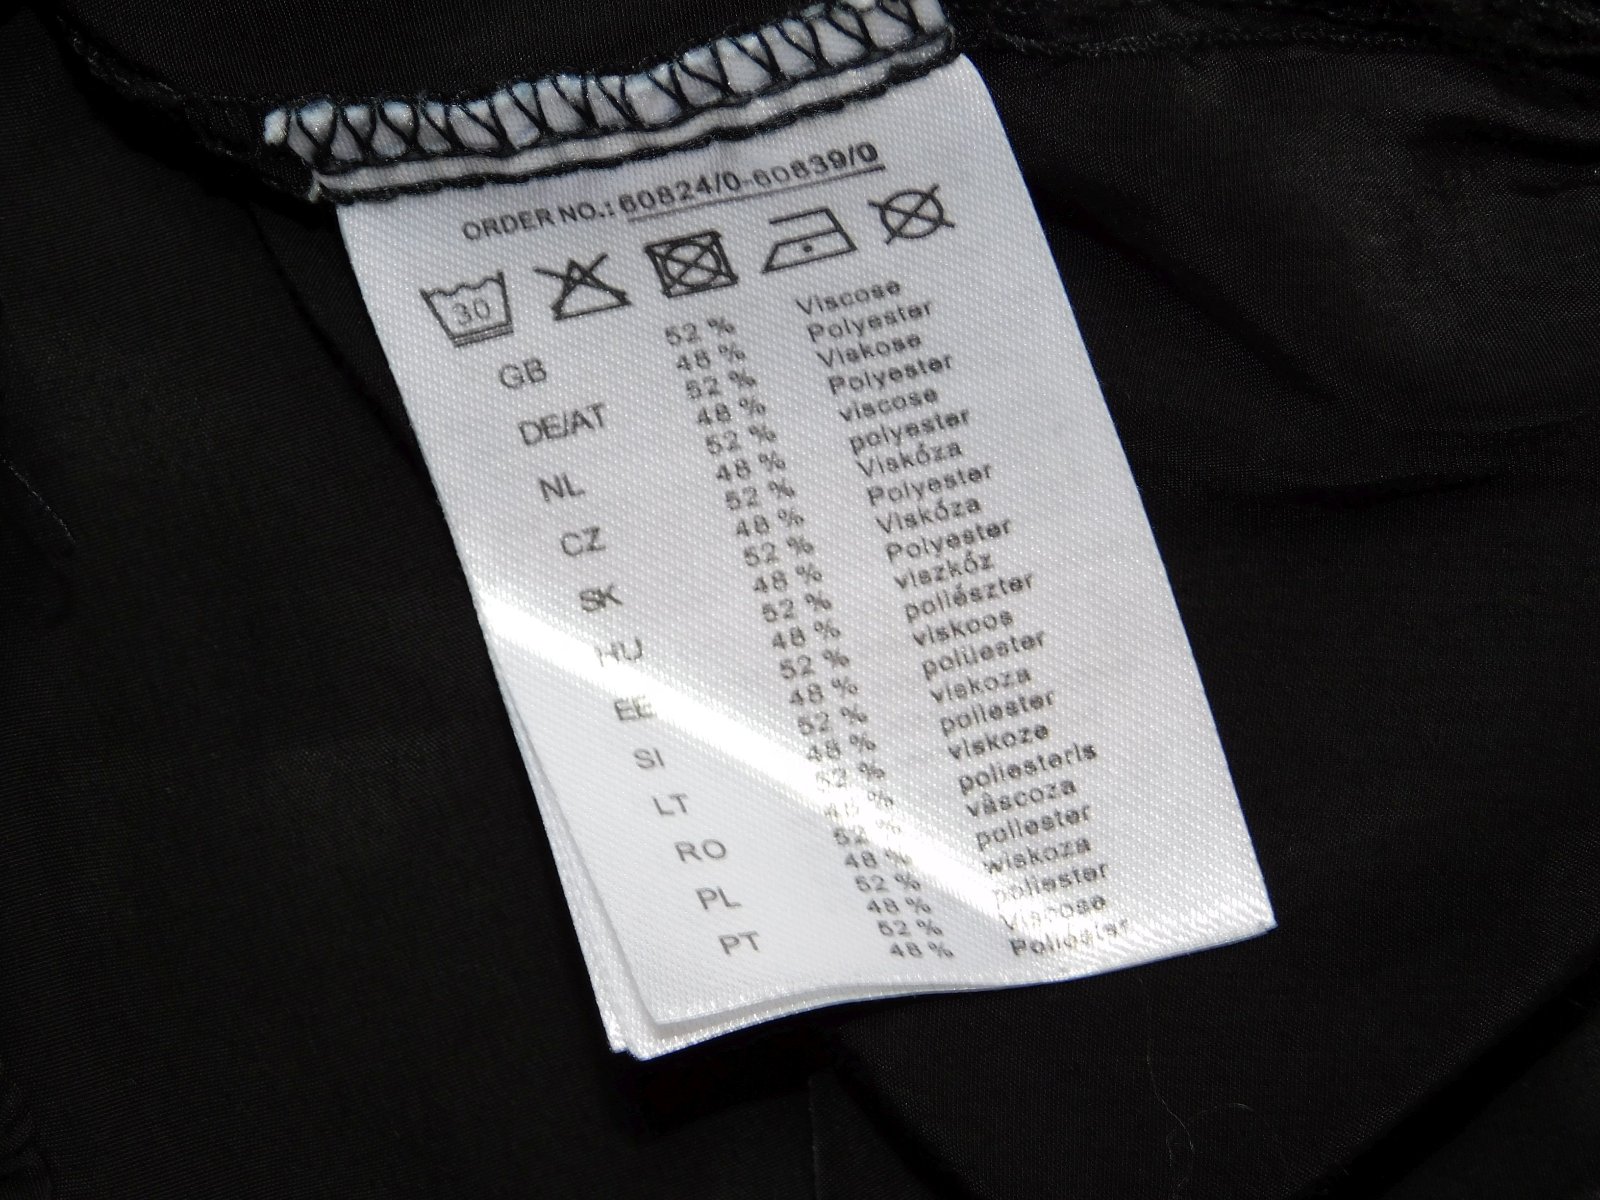 ORDER NO.: 60824/0-60839/0
30
GB 52 % Viscose
48 % Polyester
DE/AT 52 % Viskose
48 % Polyester
NL 52 % viscose
48 % polyester
CZ 52 % Viskóza
48 % Polyester
SK 52 % Viskóza
48 % Polyester
HU 52 % viszkóz
48 % poliészter
EE 52 % viskoos
48 % polüester
SI 52 % viskoza
48 % poliester
LT 52 % viskoze
48 % poliesteris
RO 52 % vâscoza
48 % poliester
PL 52 % wiskoza
48 % poliester
PT 52 % Viscose
48 % Poliéster